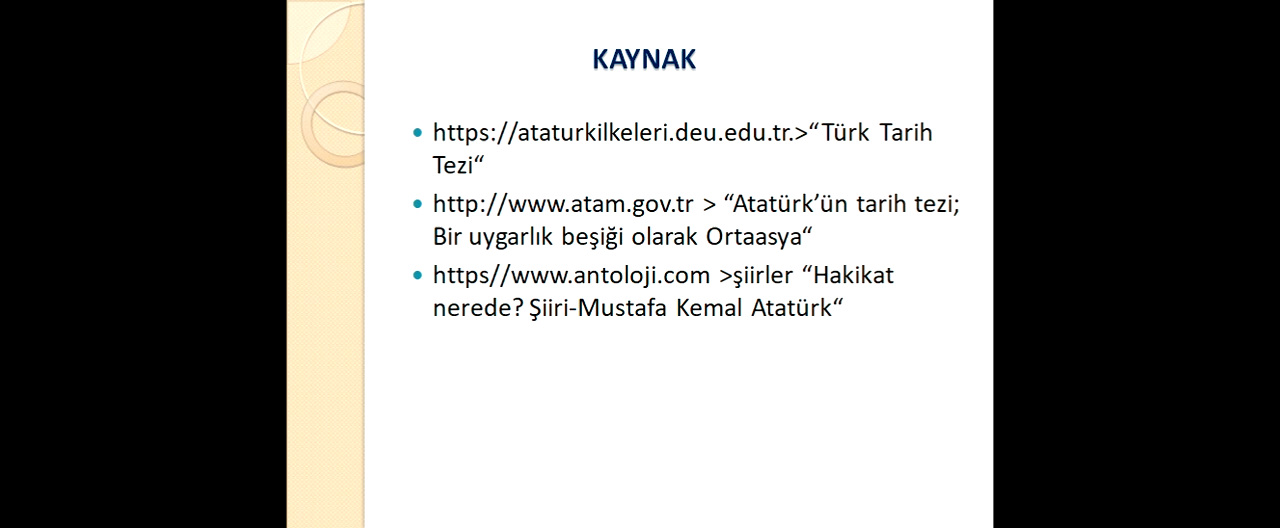 KAYNAK
• https://ataturkilkeleri.deu.edu.tr.>“Türk Tarih
Tezi“
• http://www.atam.gov.tr > “Atatürk’ün tarih tezi;
Bir uygarlık beşiği olarak Ortaasya“
• https//www.antoloji.com >şiirler “Hakikat
nerede? Şiiri-Mustafa Kemal Atatürk“